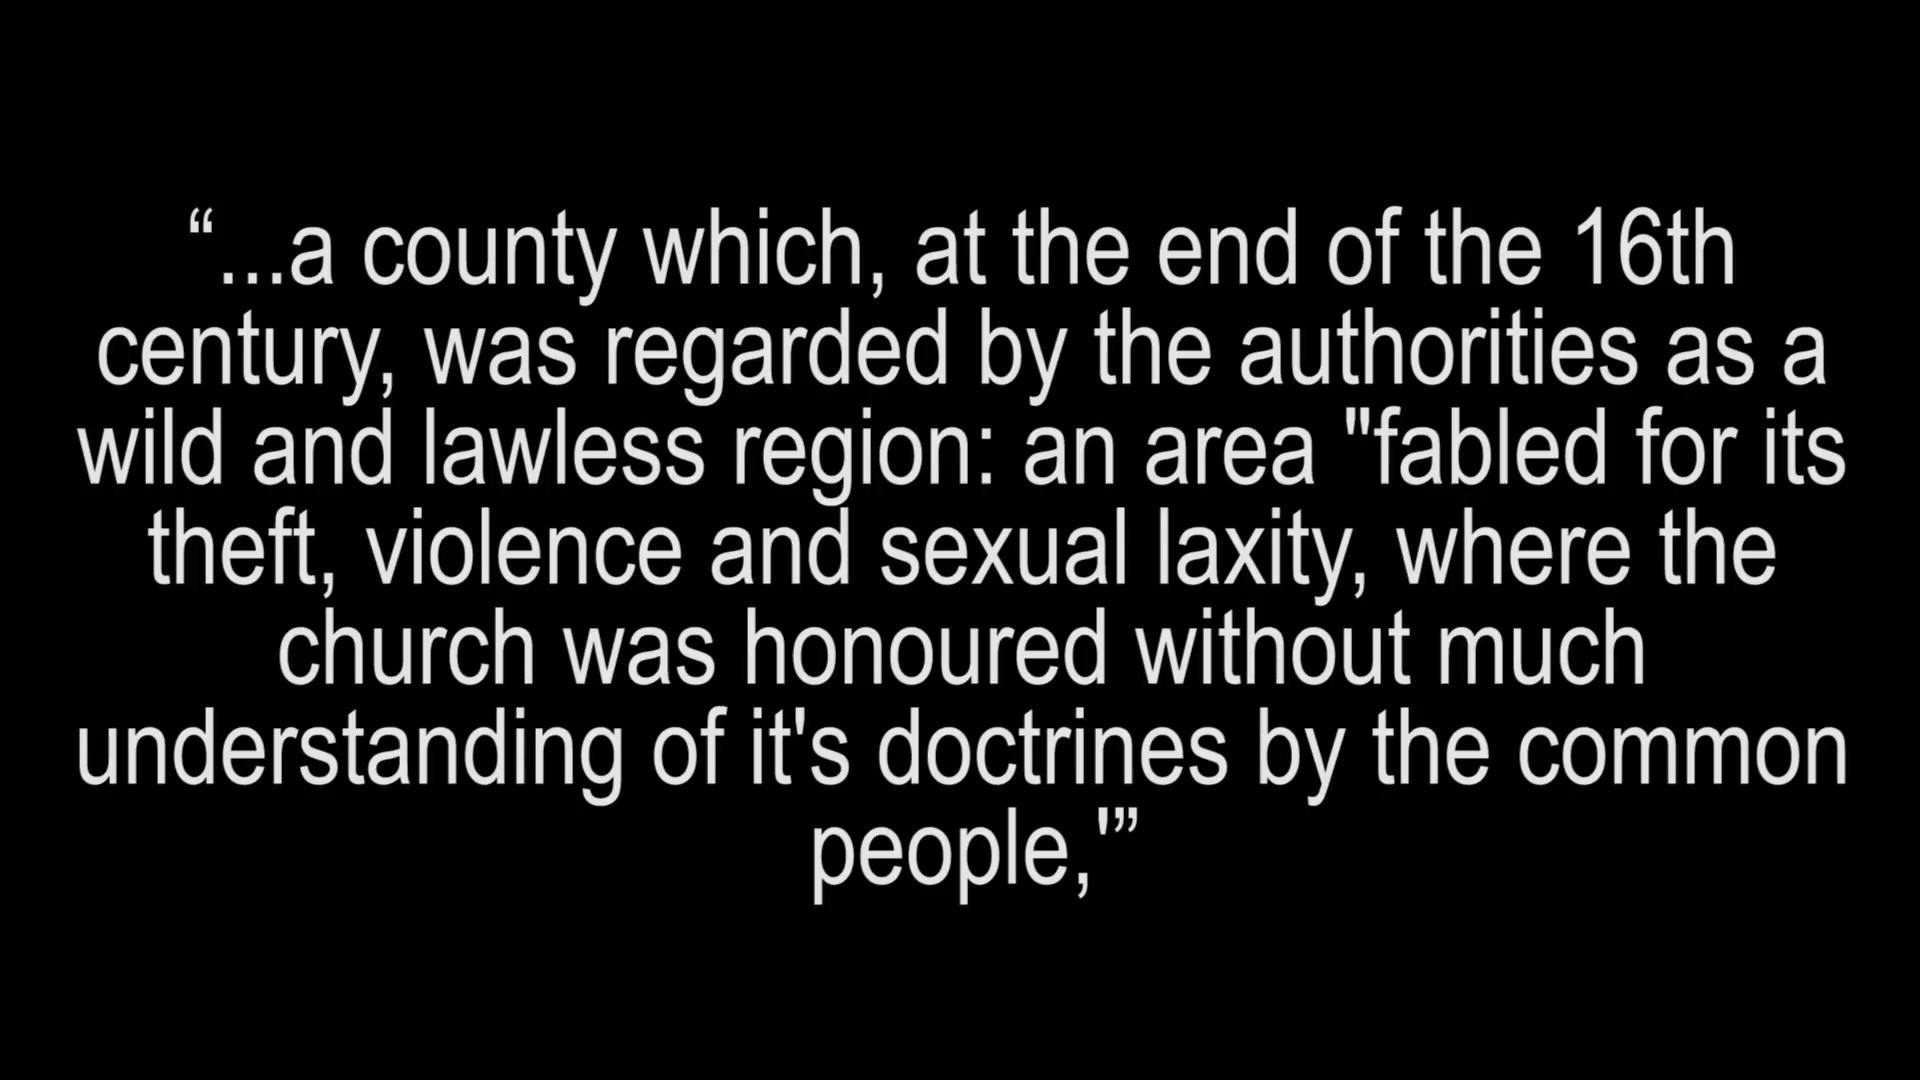 “...a county which, at the end of the 16th
century, was regarded by the authorities as a
wild and lawless region: an area "fabled for its
theft, violence and sexual laxity, where the
church was honoured without much
understanding of it's doctrines by the common
people,'”